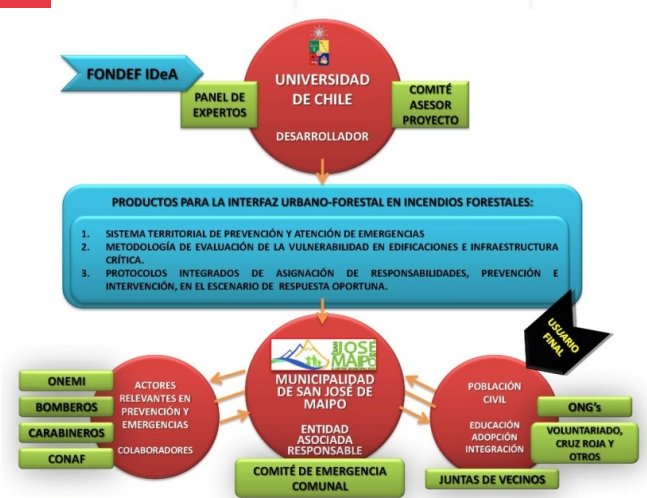 FONDEF IDeA
UNIVERSIDAD
DE CHILE
DESARROLLADOR
PANEL DE
EXPERTOS
COMITÉ
ASESOR
PROYECTO
PRODUCTOS PARA LA INTERFAZ URBANO-FORESTAL EN INCENDIOS FORESTALES:
1. SISTEMA TERRITORIAL DE PREVENCIÓN Y ATENCIÓN DE EMERGENCIAS
2. METODOLOGÍA DE EVALUACIÓN DE LA VULNERABILIDAD EN EDIFICACIONES E INFRAESTRUCTURA
CRÍTICA.
3. PROTOCOLOS INTEGRADOS DE ASIGNACIÓN DE RESPONSABILIDADES, PREVENCIÓN E
INTERVENCIÓN, EN EL ESCENARIO DE RESPUESTA OPORTUNA.
USUARIO
FINAL
ONEMI
BOMBEROS
CARABINEROS
CONAF
ACTORES
RELEVANTES EN
PREVENCIÓN Y
EMERGENCIAS
COLABORADORES
SAN JOSE
MAIPO
MUNICIPALIDAD
DE SAN JOSÉ DE
MAIPO
ENTIDAD
ASOCIADA
RESPONSABLE
COMITÉ DE EMERGENCIA
COMUNAL
POBLACIÓN
CIVIL
EDUCACIÓN
ADOPCIÓN
INTEGRACIÓN
ONG's
VOLUNTARIADO,
CRUZ ROJA Y
OTROS
JUNTAS DE VECINOS